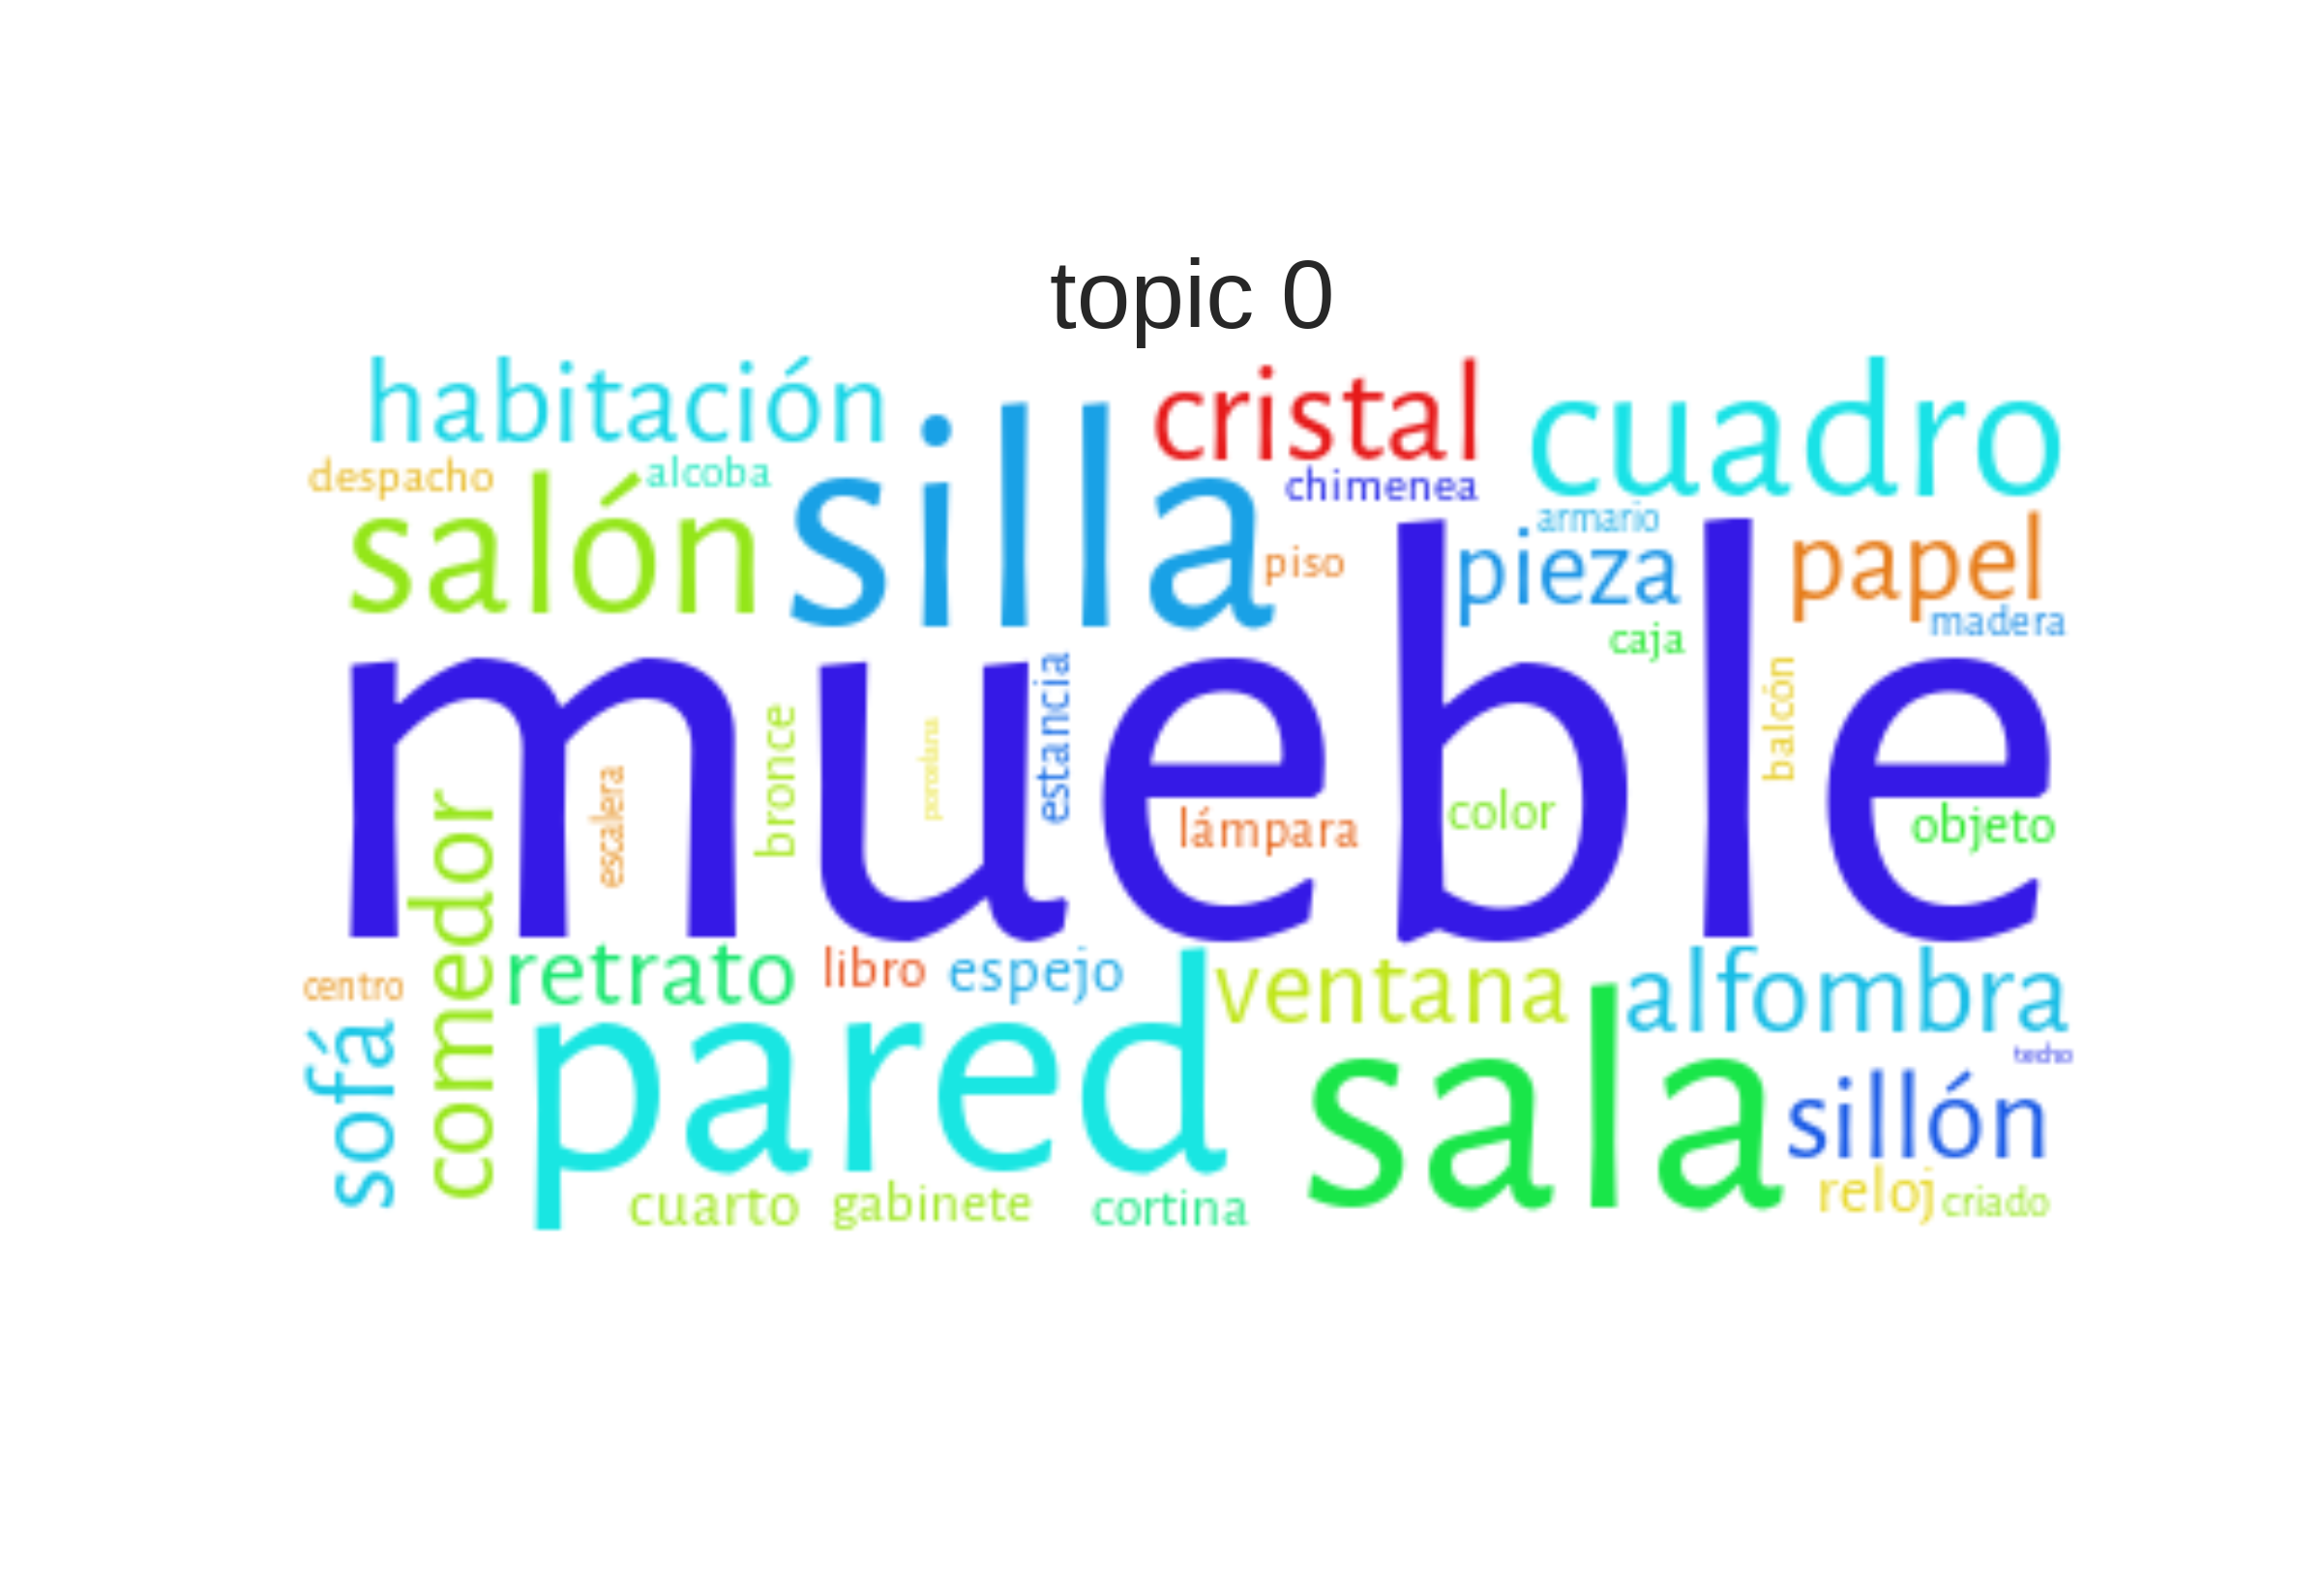 topic 0
habitación
cristal
cuadro
despacho
alcoba
silla
chimenea
salón
armario
piso
pieza
papel
caja
madera
mueble
estancia
balcón
bronce
porcelana
escalera
lámpara
color
objeto
comedor
retrato
libro
espejo
ventana
alfombra
centro
sofá
pared
sala
techo
sillón
cuarto
gabinete
cortina
reloj
criado